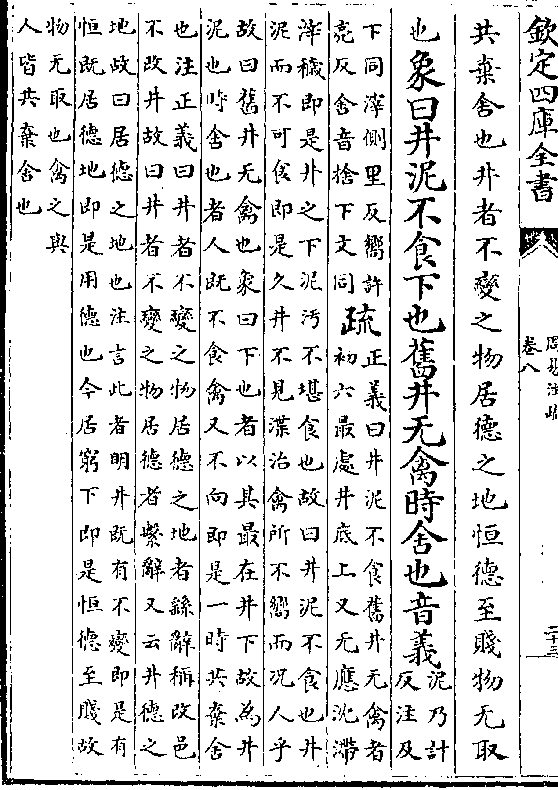 欽定四庫全書
周易注疏
卷八
二十三
共棄舍也井者不變之物居德之地恒德至賤物无取
也象曰井泥不食下也舊井无禽時舍也音義
泥乃計
反注及
下同滓側里反嚮許
亮反舍音捨下文同
疏
正義曰井泥不食舊井无禽者
初六最處井底上又无應沈滯
滓穢即是井之下泥汚不堪食也故曰井泥不食也井
泥而不可食即是久井不見渫治禽所不嚮而況人乎
故曰舊井无禽也象曰下也者以其最在井下故為井
泥也時舍也者人既不食禽又不向即是一時共棄舍
也注正義曰井者不變之物居德之地者繇辭稱改邑
不改井故曰井者不變之物居德者繫辭又云井德之
地故曰居德之地也注言此者明井既有不變即是有
恒既居德地即是用德也今居窮下即是恒德至賤故
物无取也禽之與
人皆共棄舍也